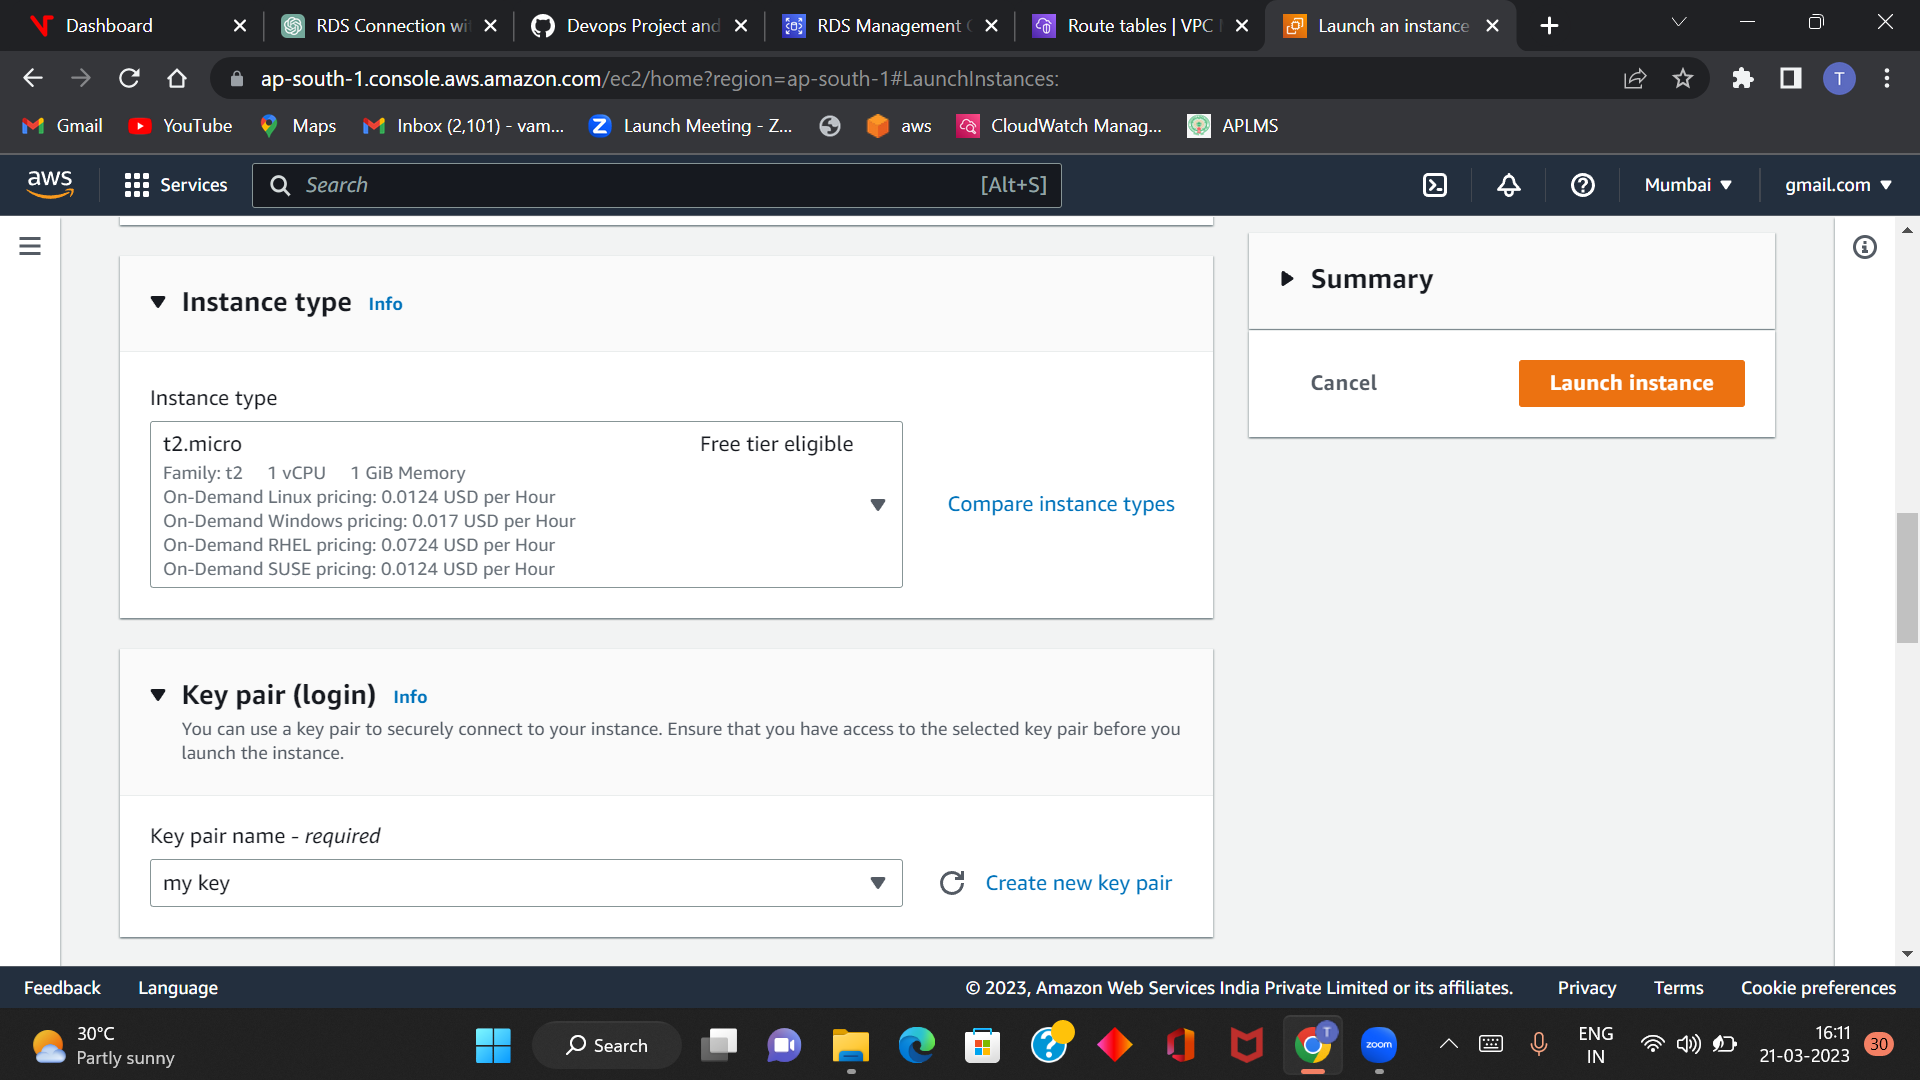 Dashboard
RDS Connection wi
Devops Project and
RDS Management
Route tables | VPC
Launch an instance
ap-south-1.console.aws.amazon.com/ec2/home?region=ap-south-1#LaunchInstances:
T
Gmail
YouTube
Maps
Inbox (2,101) - vam...
Launch Meeting - Z...
aws
CloudWatch Manag...
APLMS
aws
Services
Search
[Alt+S]
Mumbai
gmail.com
Instance type Info
Instance type
t2.micro
Free tier eligible
Family: t2 1 vCPU 1 GiB Memory
On-Demand Linux pricing: 0.0124 USD per Hour
On-Demand Windows pricing: 0.017 USD per Hour
On-Demand RHEL pricing: 0.0724 USD per Hour
On-Demand SUSE pricing: 0.0124 USD per Hour
Compare instance types
Summary
Cancel
Launch instance
Key pair (login) Info
You can use a key pair to securely connect to your instance. Ensure that you have access to the selected key pair before you
launch the instance.
Key pair name - required
my key
Create new key pair
Feedback
Language
© 2023, Amazon Web Services India Private Limited or its affiliates.
Privacy
Terms
Cookie preferences
30°C
Partly sunny
Search
T
zoom
ENG
IN
16:11
21-03-2023
30